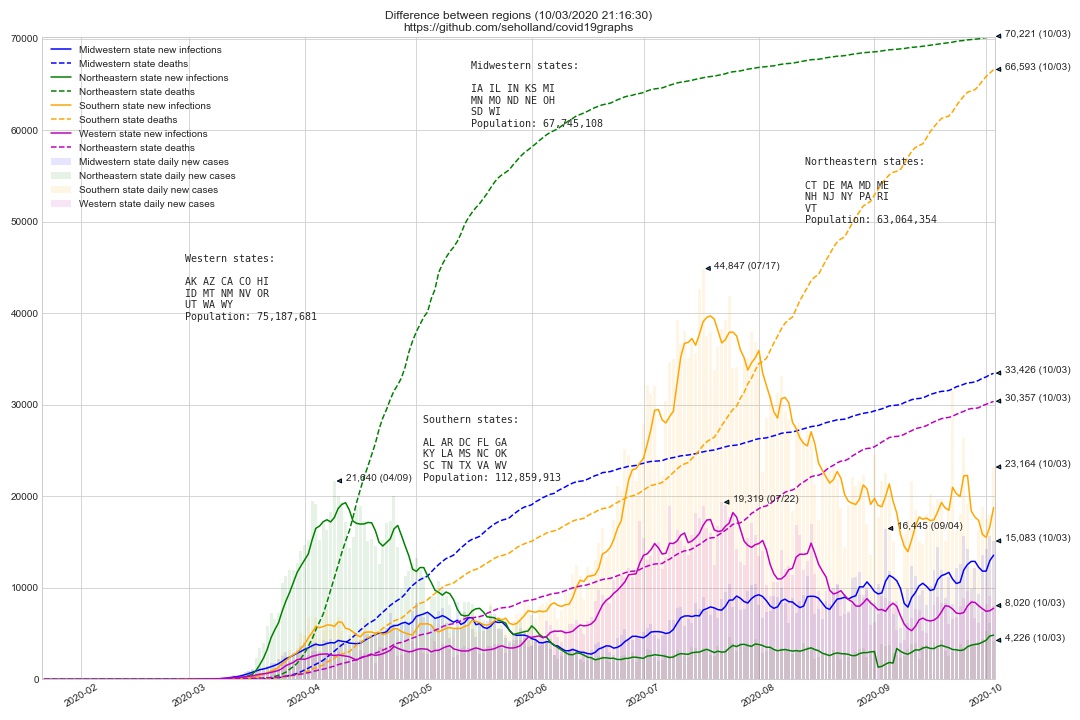 Difference between regions (10/03/2020 21:16:30)
https://github.com/seholland/covid19graphs
Midwestern state new infections
Midwestern state deaths
Northeastern state new infections
Northeastern state deaths
Southern state new infections
Southern state deaths
Western state new infections
Northeastern state deaths
Midwestern state daily new cases
Northeastern state daily new cases
Southern state daily new cases
Western state daily new cases
Midwestern states:
IA IL IN KS MI
MN MO ND NE OH
SD WI
Population: 67,745,108
Northeastern states:
CT DE MA MD ME
NH NJ NY PA RI
VT
Population: 63,064,354
Western states:
AK AZ CA CO HI
ID MT NM NV OR
UT WA WY
Population: 75,187,681
Southern states:
AL AR DC FL GA
KY LA MS NC OK
SC TN TX VA WV
Population: 112,859,913
44,847 (07/17)
21,640 (04/09)
19,319 (07/22)
16,445 (09/04)
70,221 (10/03)
66,593 (10/03)
33,426 (10/03)
30,357 (10/03)
23,164 (10/03)
15,083 (10/03)
8,020 (10/03)
4,226 (10/03)
70000
60000
50000
40000
30000
20000
10000
0
2020-02
2020-03
2020-04
2020-05
2020-06
2020-07
2020-08
2020-09
2020-10